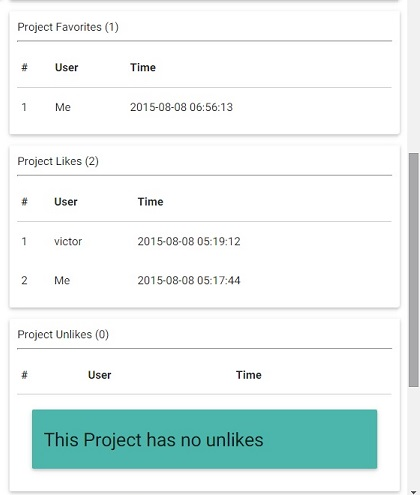 Project Favorites (1)
# User Time
1 Me 2015-08-08 06:56:13
Project Likes (2)
# User Time
1 victor 2015-08-08 05:19:12
2 Me 2015-08-08 05:17:44
Project Unlikes (0)
# User Time
This Project has no unlikes